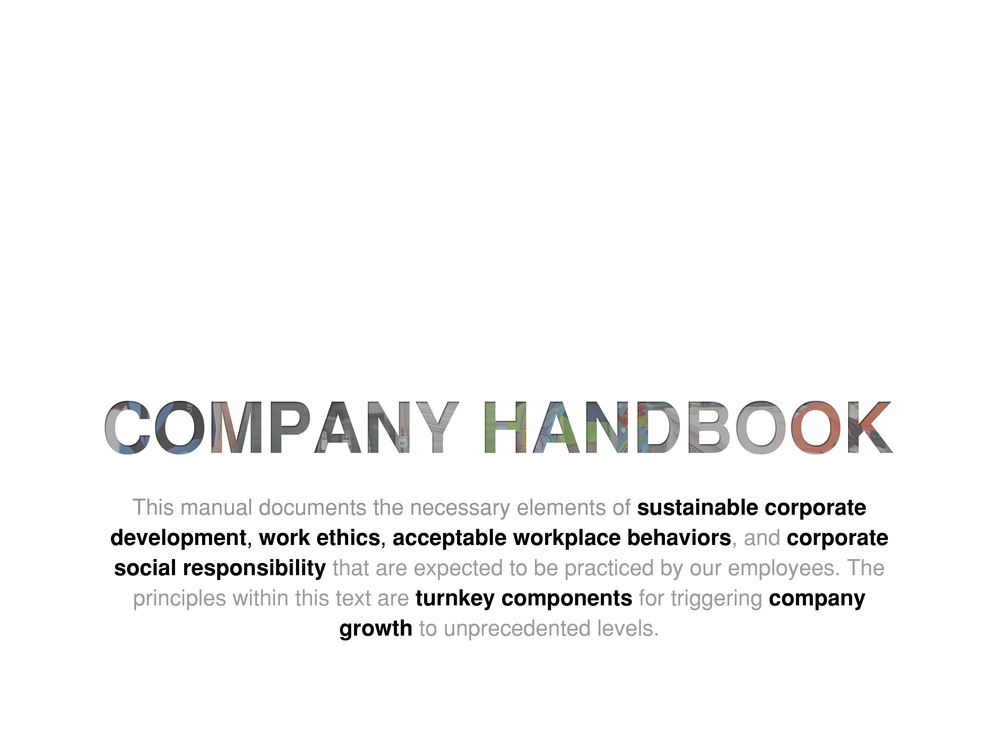 COMPANY HANDBOOK
This manual documents the necessary elements of sustainable corporate
development, work ethics, acceptable workplace behaviors, and corporate
social responsibility that are expected to be practiced by our employees. The
principles within this text are turnkey components for triggering company
growth to unprecedented levels.